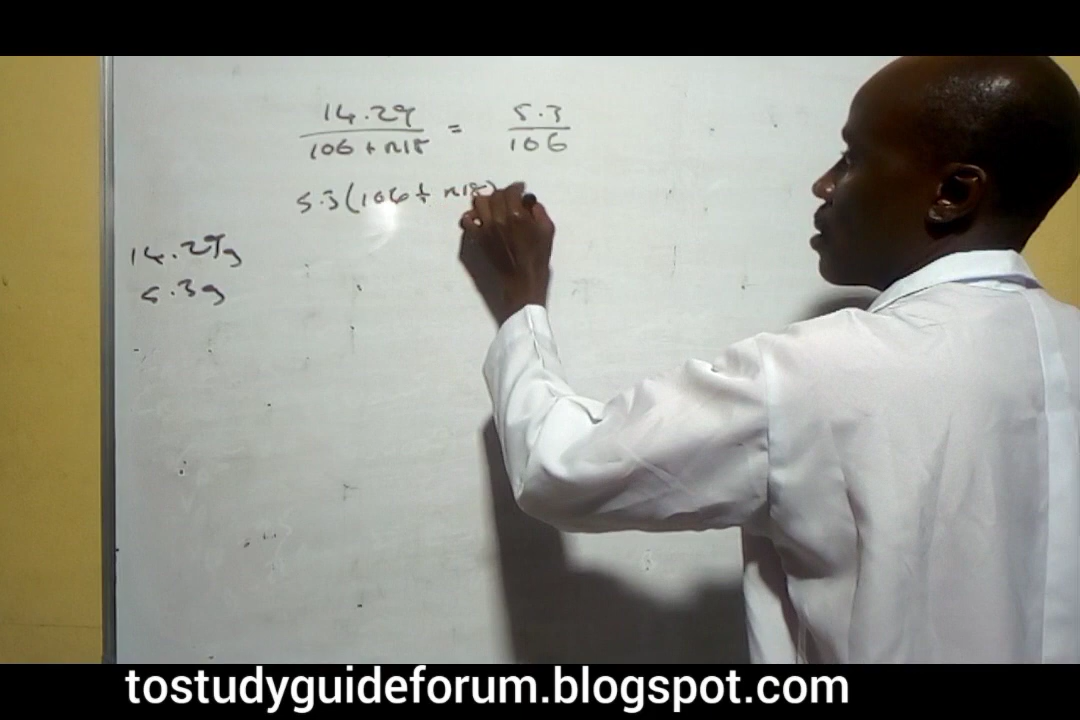 14.29 = 5.3
106 + n18 106
5.3(106 + n18)
14.29g
5.3g
tostudyguideforum.blogspot.com